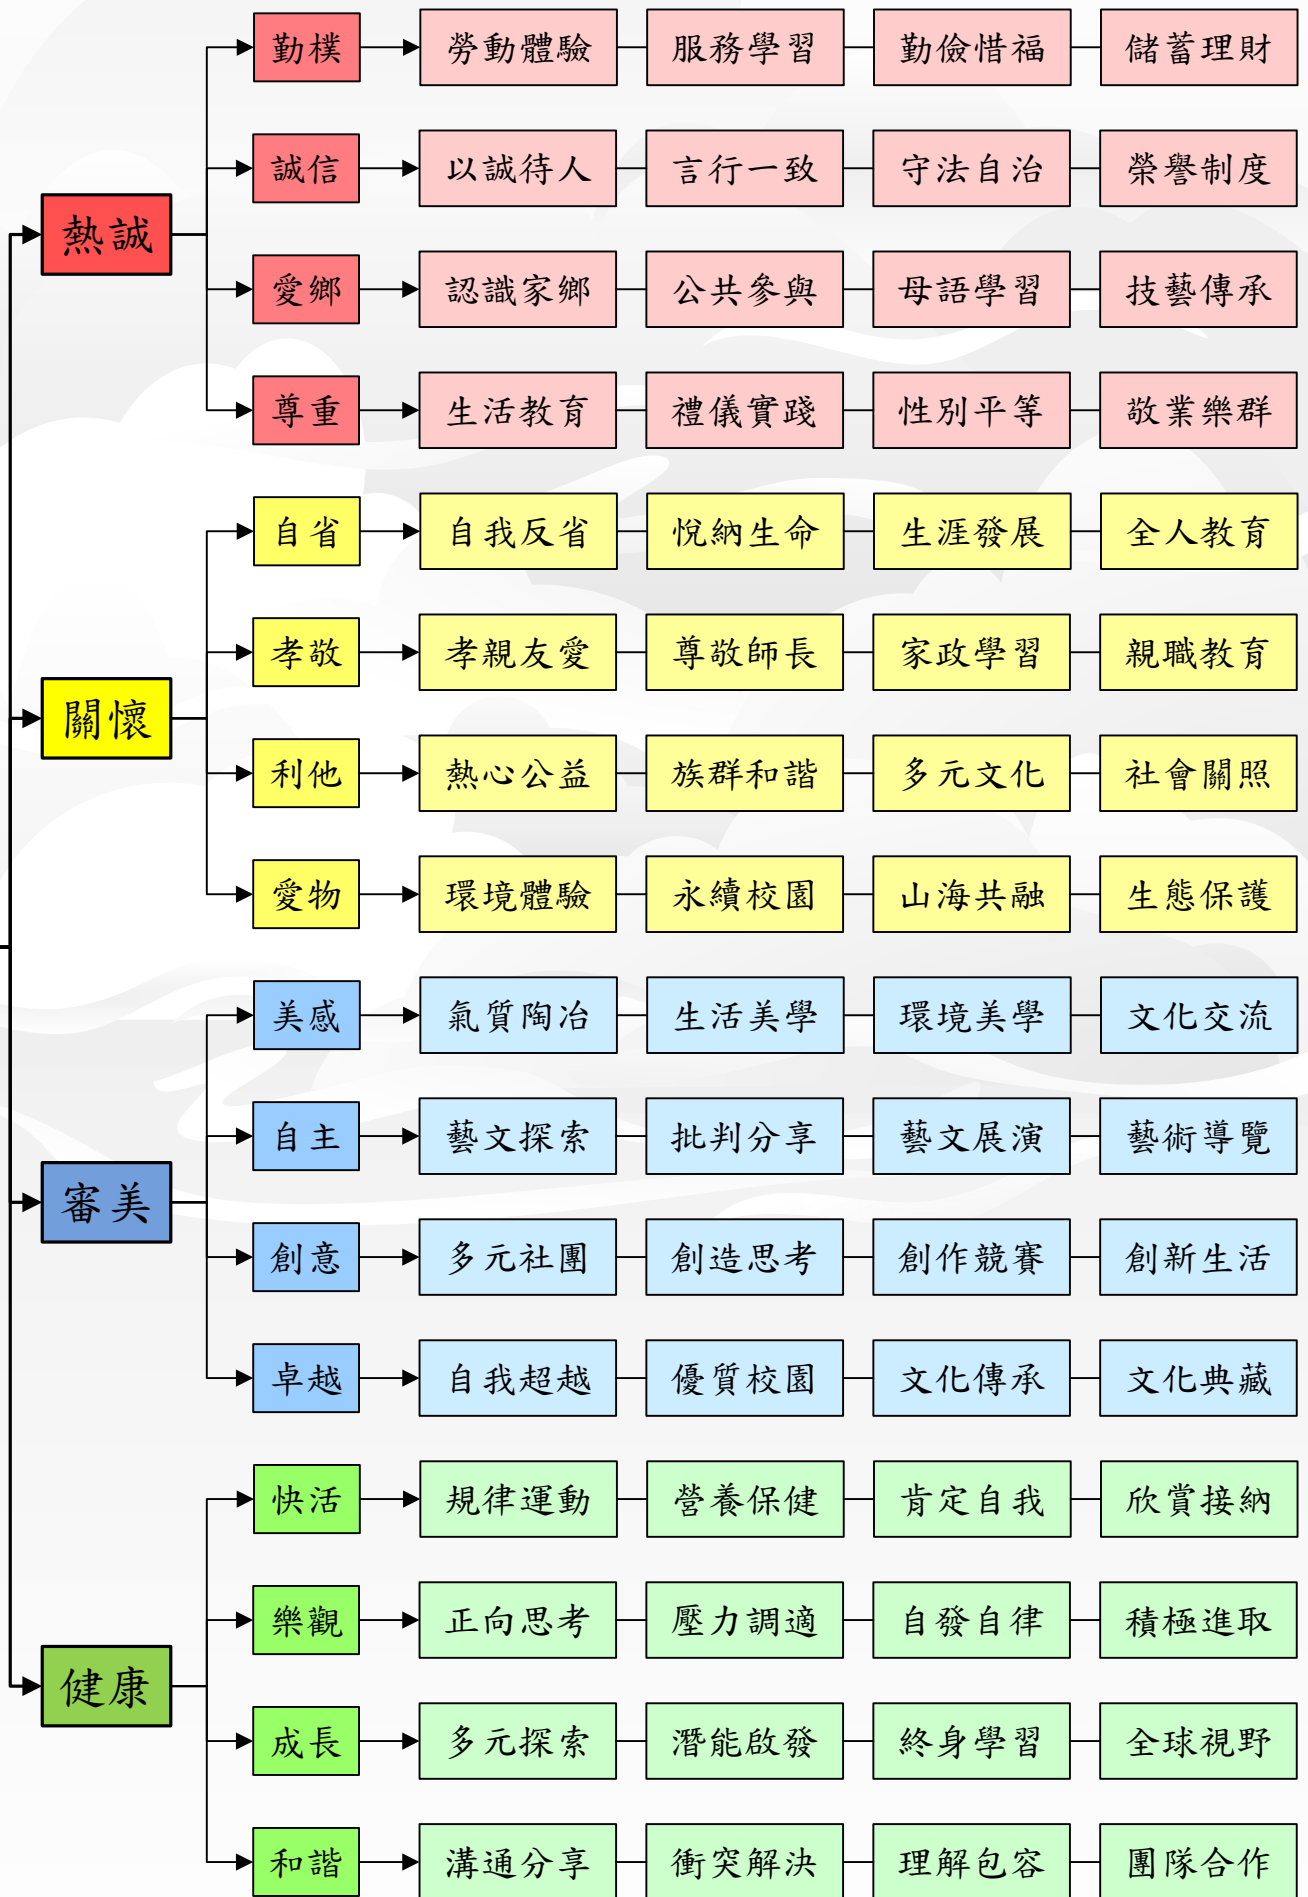 熱誠
勤樸 勞動體驗 服務學習 勤儉惜福 儲蓄理財
誠信 以誠待人 言行一致 守法自治 榮譽制度
愛鄉 認識家鄉 公共參與 母語學習 技藝傳承
尊重 生活教育 禮儀實踐 性別平等 敬業樂群
關懷
自省 自我反省 悅納生命 生涯發展 全人教育
孝敬 孝親友愛 尊敬師長 家政學習 親職教育
利他 熱心公益 族群和諧 多元文化 社會關照
愛物 環境體驗 永續校園 山海共融 生態保護
審美
美感 氣質陶冶 生活美學 環境美學 文化交流
自主 藝文探索 批判分享 藝文展演 藝術導覽
創意 多元社團 創造思考 創作競賽 創新生活
卓越 自我超越 優質校園 文化傳承 文化典藏
健康
快活 規律運動 營養保健 肯定自我 欣賞接納
樂觀 正向思考 壓力調適 自發自律 積極進取
成長 多元探索 潛能啟發 終身學習 全球視野
和諧 溝通分享 衝突解決 理解包容 團隊合作